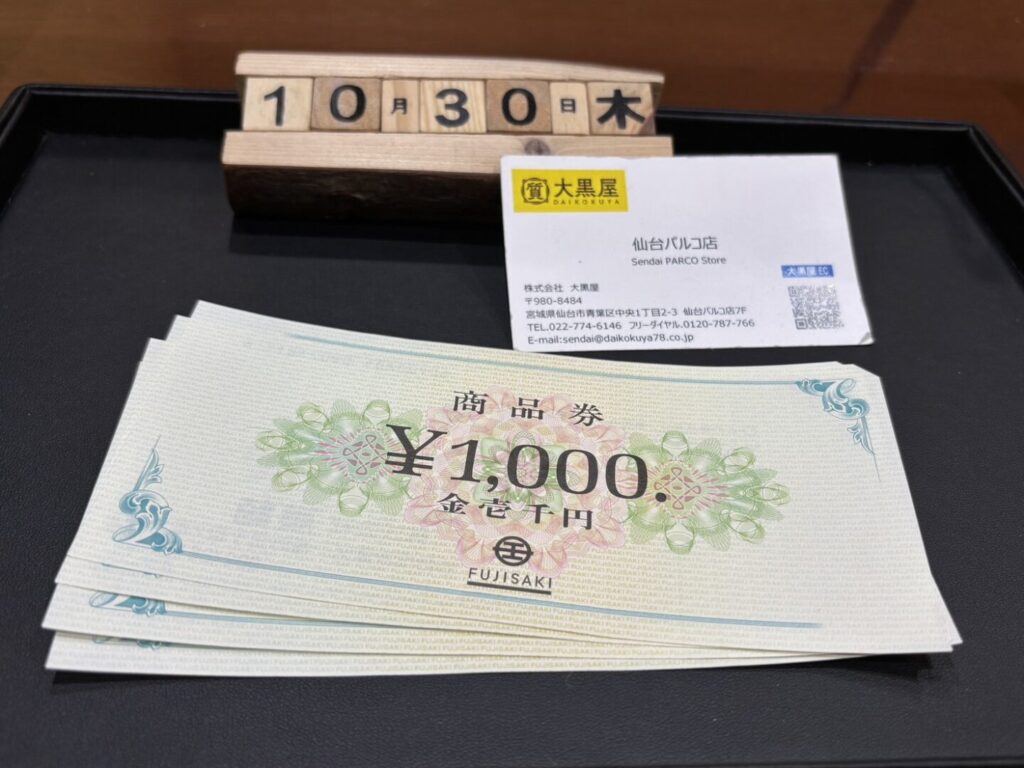 10月30日木
質 大黒屋
DAIKOKUYA
仙台パルコ店
Sendai PARCO Store
大黒屋 EC
株式会社 大黒屋
〒980-8484
宮城県仙台市青葉区中央1丁目2-3 仙台パルコ店7F
TEL.022-774-6146 フリーダイヤル.0120-787-766
E-mail:sendai@daikokuya78.co.jp
商品券
¥1,000.
金壱千円
FUJISAKI